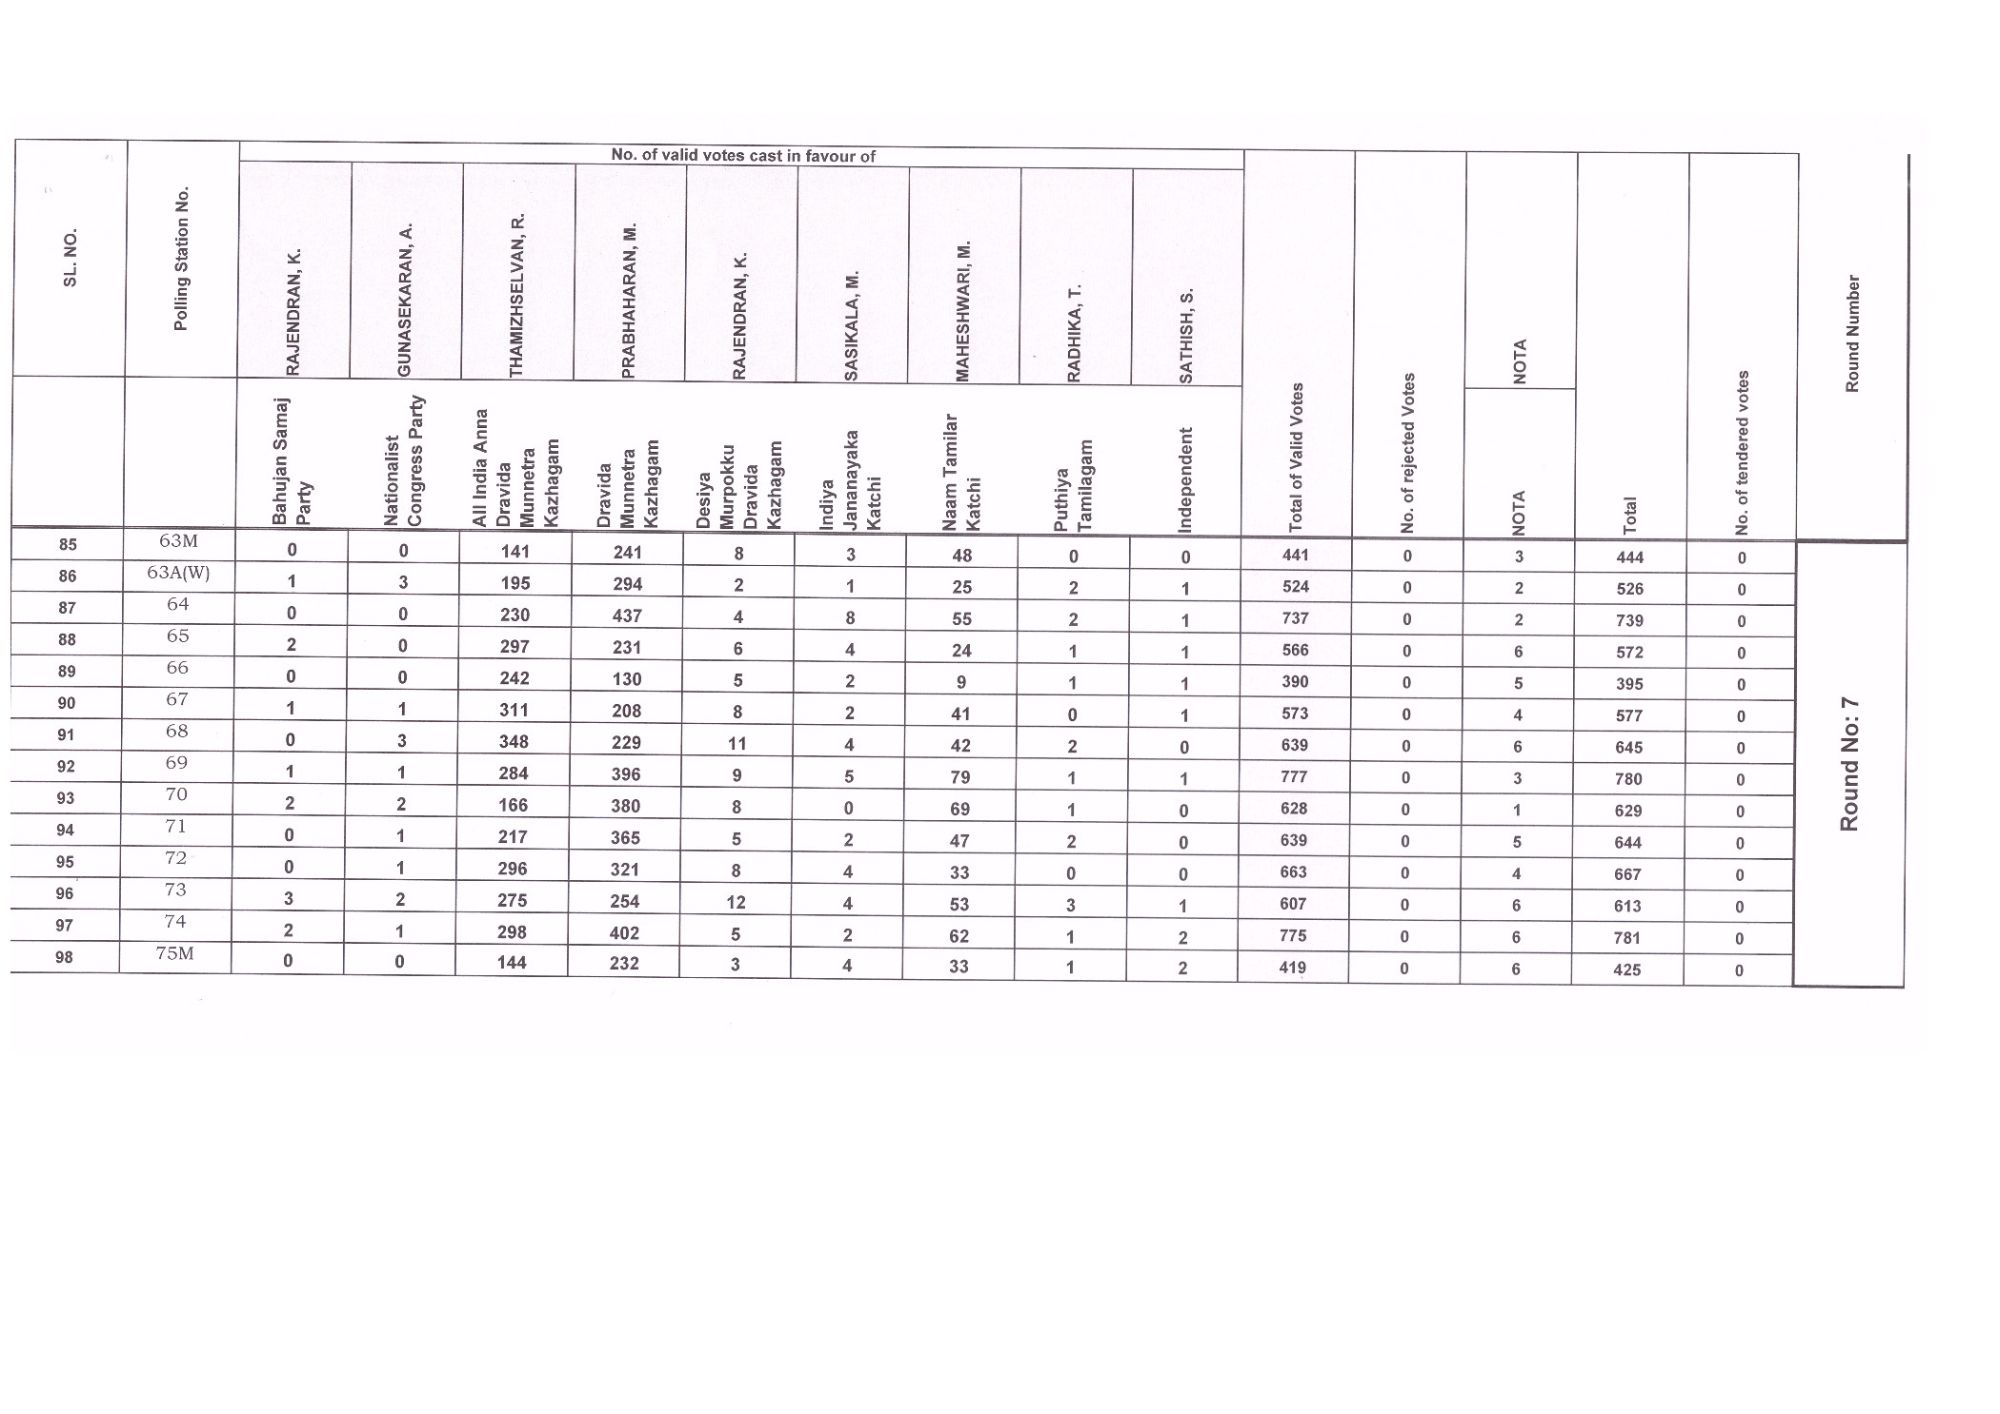 No. of valid votes cast in favour of
SL. NO. Polling Station No. RAJENDRAN, K. GUNASEKARAN, A. THAMIZHSELVAN, R. PRABHAHARAN, M. RAJENDRAN, K. SASIKALA, M. MAHESHWARI, M. RADHIKA, T. SATHISH, S. Total of Valid Votes No. of rejected Votes NOTA Total No. of tendered votes Round Number
Bahujan Samaj Party Nationalist Congress Party All India Anna Dravida Munnetra Kazhagam Dravida Munnetra Kazhagam Desiya Murpokku Dravida Kazhagam Indiya Jananayaka Katchi Naam Tamilar Katchi Puthiya Tamilagam Independent NOTA
85 63M 0 0 141 241 8 3 48 0 0 441 0 3 444 0
86 63A(W) 1 3 195 294 2 1 25 2 1 524 0 2 526 0
87 64 0 0 230 437 4 8 55 2 1 737 0 2 739 0
88 65 2 0 297 231 6 4 24 1 1 566 0 6 572 0
89 66 0 0 242 130 5 2 9 1 1 390 0 5 395 0
90 67 1 1 311 208 8 2 41 0 1 573 0 4 577 0
91 68 0 3 348 229 11 4 42 2 0 639 0 6 645 0
92 69 1 1 284 396 9 5 79 1 1 777 0 3 780 0
93 70 2 2 166 380 8 0 69 1 0 628 0 1 629 0
94 71 0 1 217 365 5 2 47 2 0 639 0 5 644 0
95 72 0 1 296 321 8 4 33 0 0 663 0 4 667 0
96 73 3 2 275 254 12 4 53 3 1 607 0 6 613 0
97 74 2 1 298 402 5 2 62 1 2 775 0 6 781 0
98 75M 0 0 144 232 3 4 33 1 2 419 0 6 425 0
Round No: 7